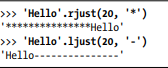 >>> 'Hello'.rjust(20, '*')
'***************Hello'
>>> 'Hello'.ljust(20, '-')
'Hello---------------'